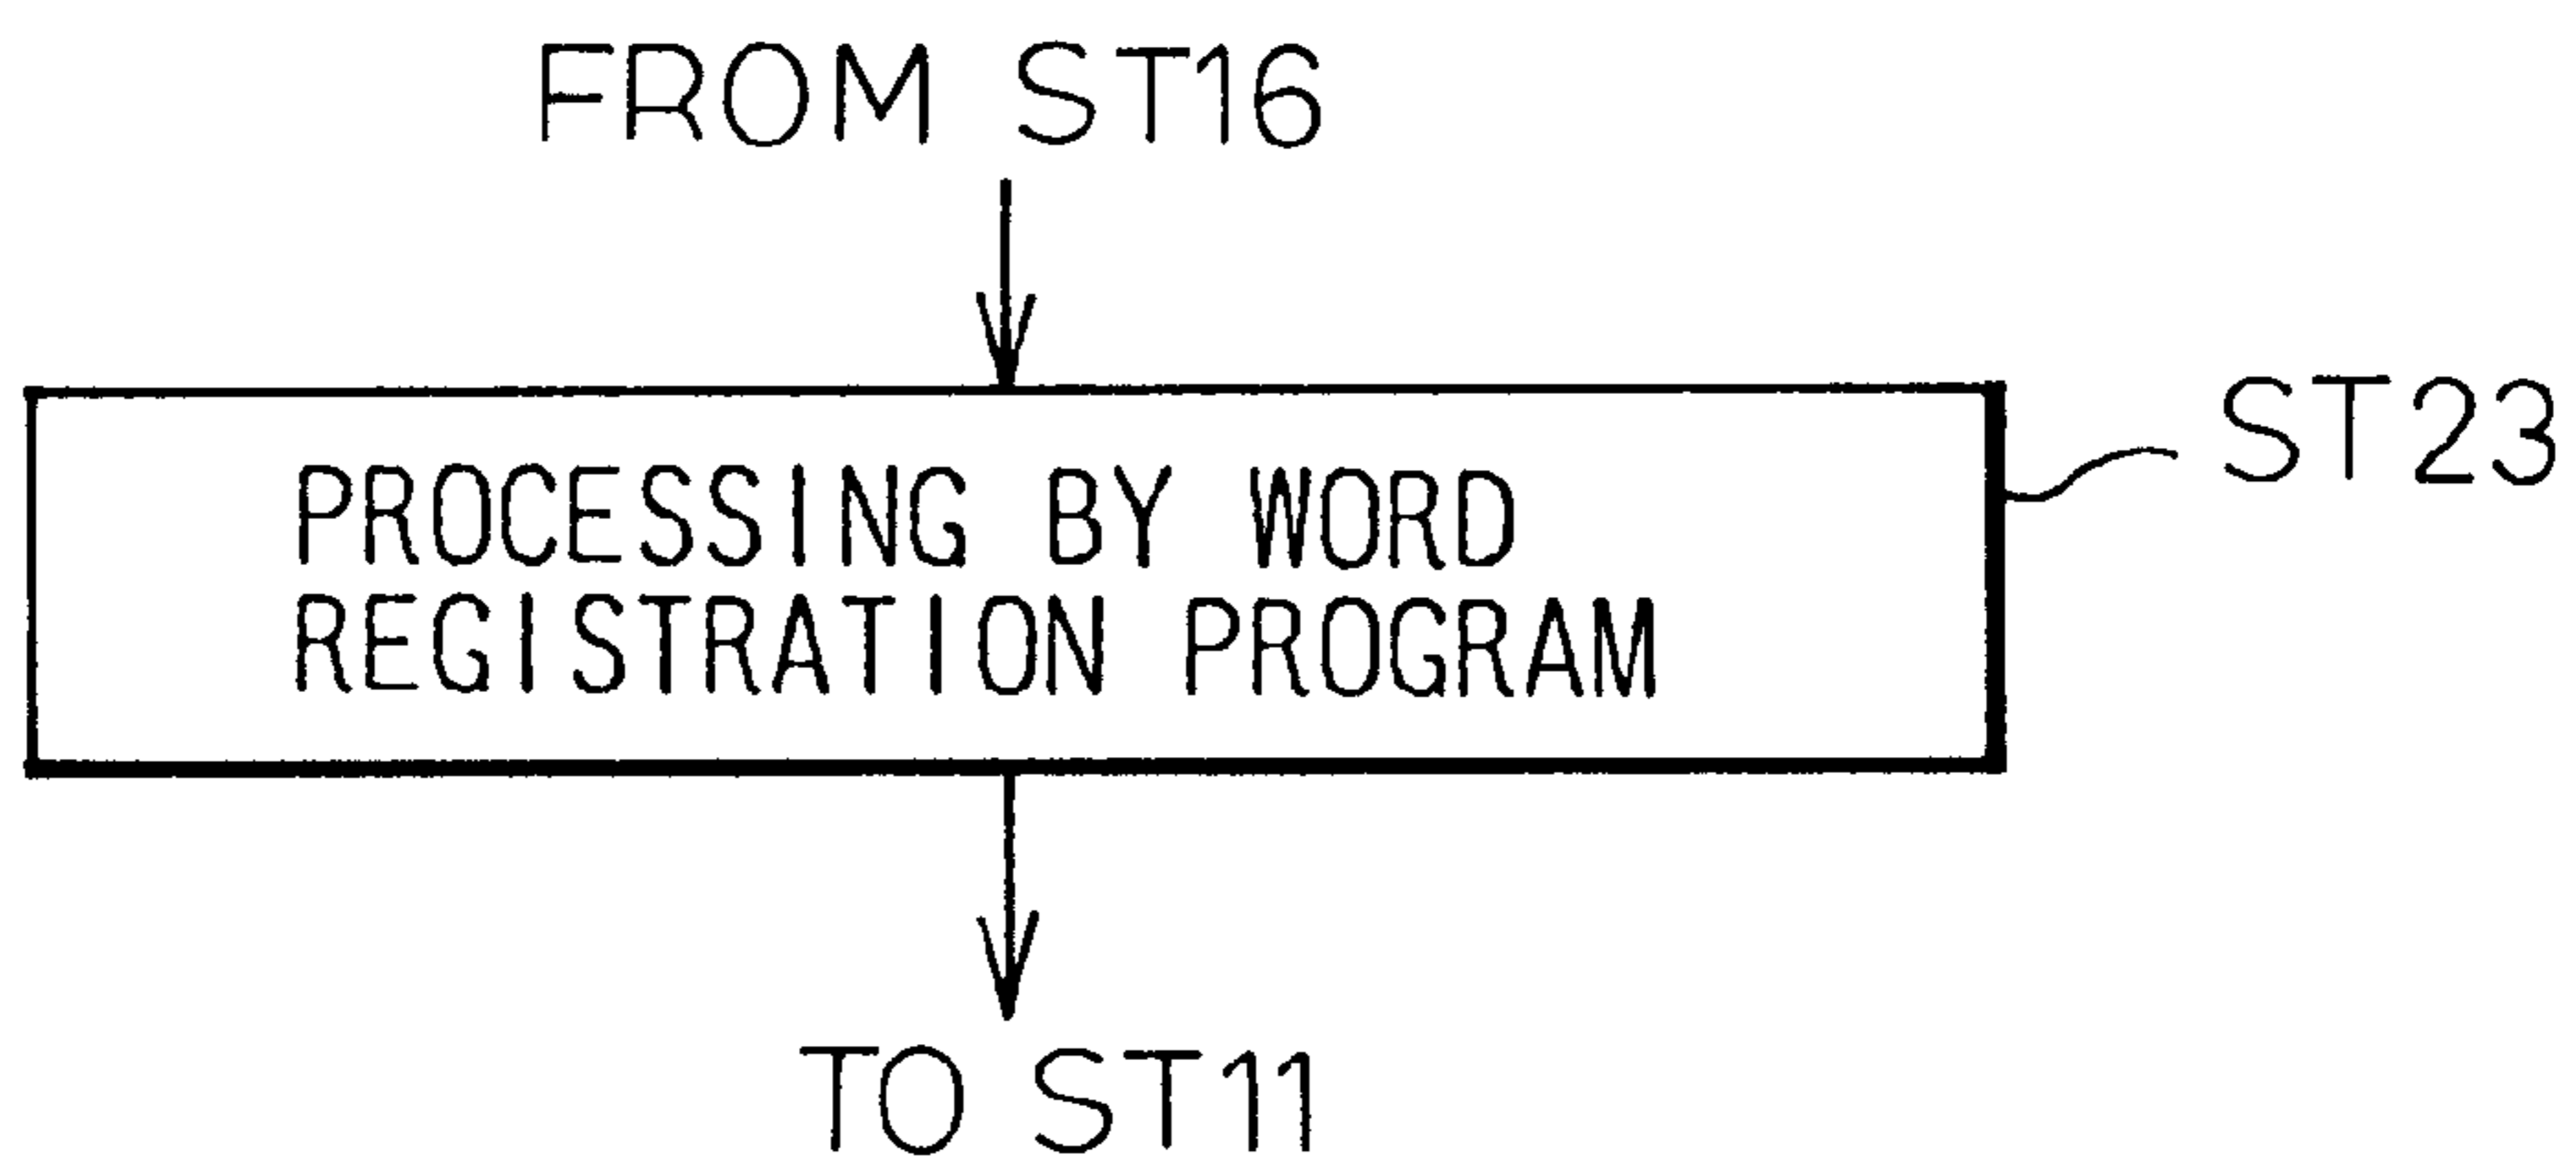 FROM ST16
ST23
PROCESSING BY WORD
REGISTRATION PROGRAM
TO ST11